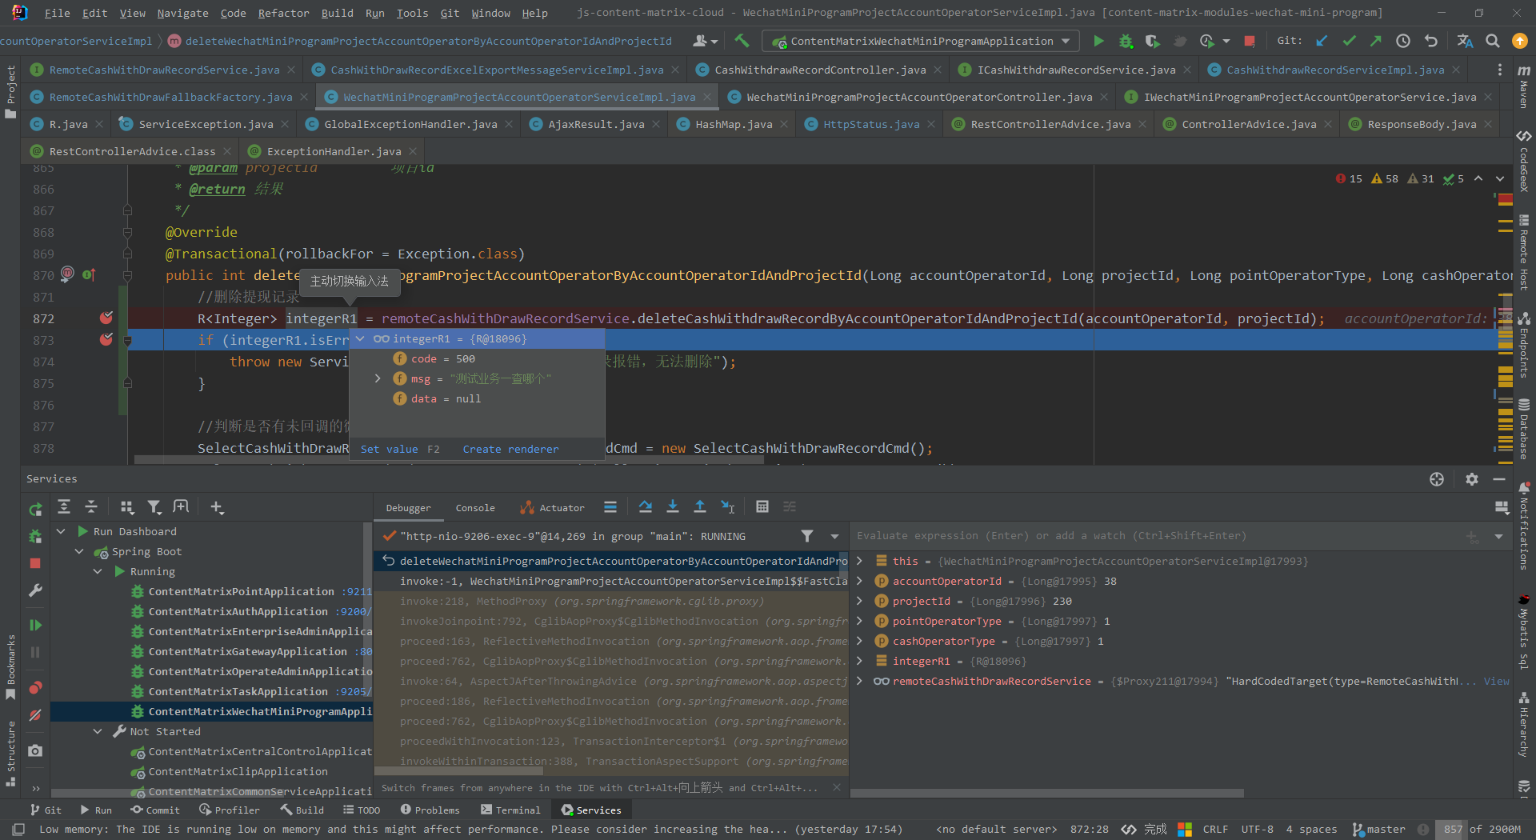 File Edit View Navigate Code Refactor Build Run Tools Git Window Help js-content-matrix-cloud - WechatMiniProgramProjectAccountOperatorServiceImpl.java [content-matrix-modules-wechat-mini-program]
countOperatorServiceImpl deleteWechatMiniProgramProjectAccountOperatorByAccountOperatorIdAndProjectId ContentMatrixWechatMiniProgramApplication Git:
RemoteCashWithDrawRecordService.java CashWithDrawRecordExcelExportMessageServiceImpl.java CashWithdrawRecordController.java ICashWithdrawRecordService.java CashWithdrawRecordServiceImpl.java
RemoteCashWithDrawFallbackFactory.java WechatMiniProgramProjectAccountOperatorServiceImpl.java WechatMiniProgramProjectAccountOperatorController.java IWechatMiniProgramProjectAccountOperatorService.java
R.java ServiceException.java GlobalExceptionHandler.java AjaxResult.java HashMap.java HttpStatus.java RestControllerAdvice.java ControllerAdvice.java ResponseBody.java
RestControllerAdvice.class ExceptionHandler.java
865 * @param projectId 项目id
866 * @return 结果
867 */
868 @Override
869 @Transactional(rollbackFor = Exception.class)
870 public int dele ogramProjectAccountOperatorByAccountOperatorIdAndProjectId(Long accountOperatorId, Long projectId, Long pointOperatorType, Long cashOperator
主动切换输入法
871 //删除提现记录
872 R<Integer> integerR1 = remoteCashWithDrawRecordService.deleteCashWithdrawRecordByAccountOperatorIdAndProjectId(accountOperatorId, projectId); accountOperatorId:
873 if (integerR1.isErr
874 throw new Servi 录报错，无法删除");
875 }
876
877 //判断是否有未回调的
878 SelectCashWithDrawR dCmd = new SelectCashWithDrawRecordCmd();
15 58 31 5
integerR1 = {R@18096}
code = 500
msg = "测试业务一查哪个"
data = null
Set value F2 Create renderer
Services
Debugger Console Actuator
Run Dashboard
Spring Boot
Running
ContentMatrixPointApplication :9211
ContentMatrixAuthApplication :9200/
ContentMatrixEnterpriseAdminApplica
ContentMatrixGatewayApplication :80
ContentMatrixOperateAdminApplicatio
ContentMatrixTaskApplication :9205/
ContentMatrixWechatMiniProgramAppli
Not Started
ContentMatrixCentralControlApplicat
ContentMatrixClipApplication
ContentMatrixCommonServiceApplicati
"http-nio-9206-exec-9"@14,269 in group "main": RUNNING
deleteWechatMiniProgramProjectAccountOperatorByAccountOperatorIdAndPro
invoke:-1, WechatMiniProgramProjectAccountOperatorServiceImpl$$FastCla
invoke:218, MethodProxy (org.springframework.cglib.proxy)
invokeJoinpoint:792, CglibAopProxy$CglibMethodInvocation (org.springfra
proceed:163, ReflectiveMethodInvocation (org.springframework.aop.frame
proceed:762, CglibAopProxy$CglibMethodInvocation (org.springframework.
invoke:64, AspectJAfterThrowingAdvice (org.springframework.aop.aspectj
proceed:186, ReflectiveMethodInvocation (org.springframework.aop.frame
proceed:762, CglibAopProxy$CglibMethodInvocation (org.springframework.
proceedWithInvocation:123, TransactionInterceptor$1 (org.springframewo
invokeWithinTransaction:388, TransactionAspectSupport (org.springframe
Switch frames from anywhere in the IDE with Ctrl+Alt+向上箭头 and Ctrl+Alt+...
Evaluate expression (Enter) or add a watch (Ctrl+Shift+Enter)
this = {WechatMiniProgramProjectAccountOperatorServiceImpl@17993}
accountOperatorId = {Long@17995} 38
projectId = {Long@17996} 230
pointOperatorType = {Long@17997} 1
cashOperatorType = {Long@17997} 1
integerR1 = {R@18096}
remoteCashWithDrawRecordService = {$Proxy211@17994} "HardCodedTarget(type=RemoteCashWithI... View
Project
Bookmarks
Structure
Maven
CodeGeeX
Remote Host
Endpoints
Database
Notifications
Mybatis Sql
Hierarchy
Git Run Commit Profiler Build TODO Problems Terminal Services
Low memory: The IDE is running low on memory and this might affect performance. Please consider increasing the hea... (yesterday 17:54) <no default server> 872:28 完成 CRLF UTF-8 4 spaces master 857 of 2900M